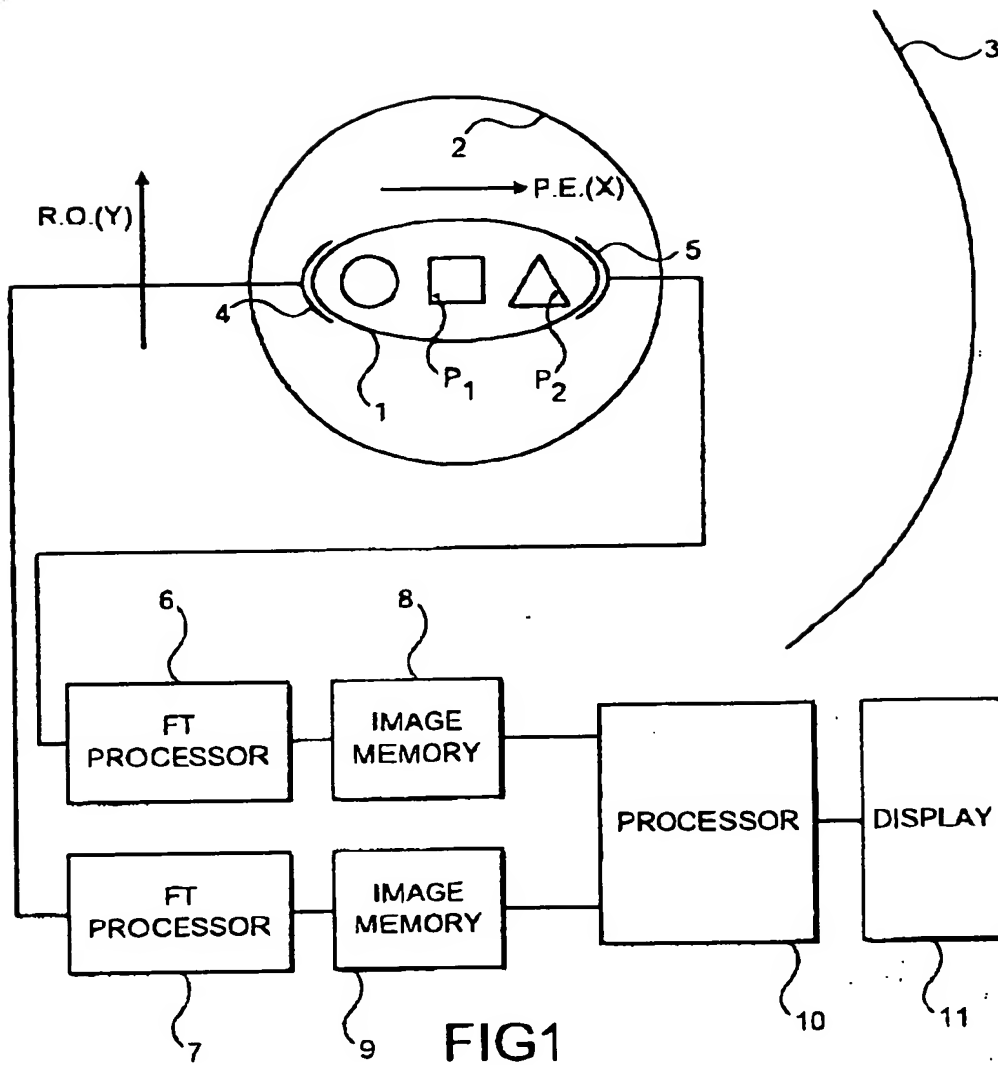 3
2
P.E.(X)
R.O.(Y)
5
4
1
P1
P2
6
8
FT
PROCESSOR
IMAGE
MEMORY
PROCESSOR
DISPLAY
FT
PROCESSOR
IMAGE
MEMORY
7
9
10
11
FIG1